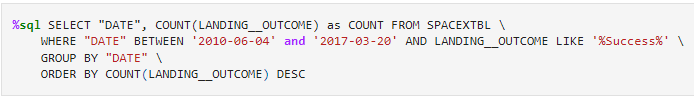 %sql SELECT "DATE", COUNT(LANDING__OUTCOME) as COUNT FROM SPACEXTBL \
WHERE "DATE" BETWEEN '2010-06-04' and '2017-03-20' AND LANDING__OUTCOME LIKE '%Success%' \
GROUP BY "DATE" \
ORDER BY COUNT(LANDING__OUTCOME) DESC